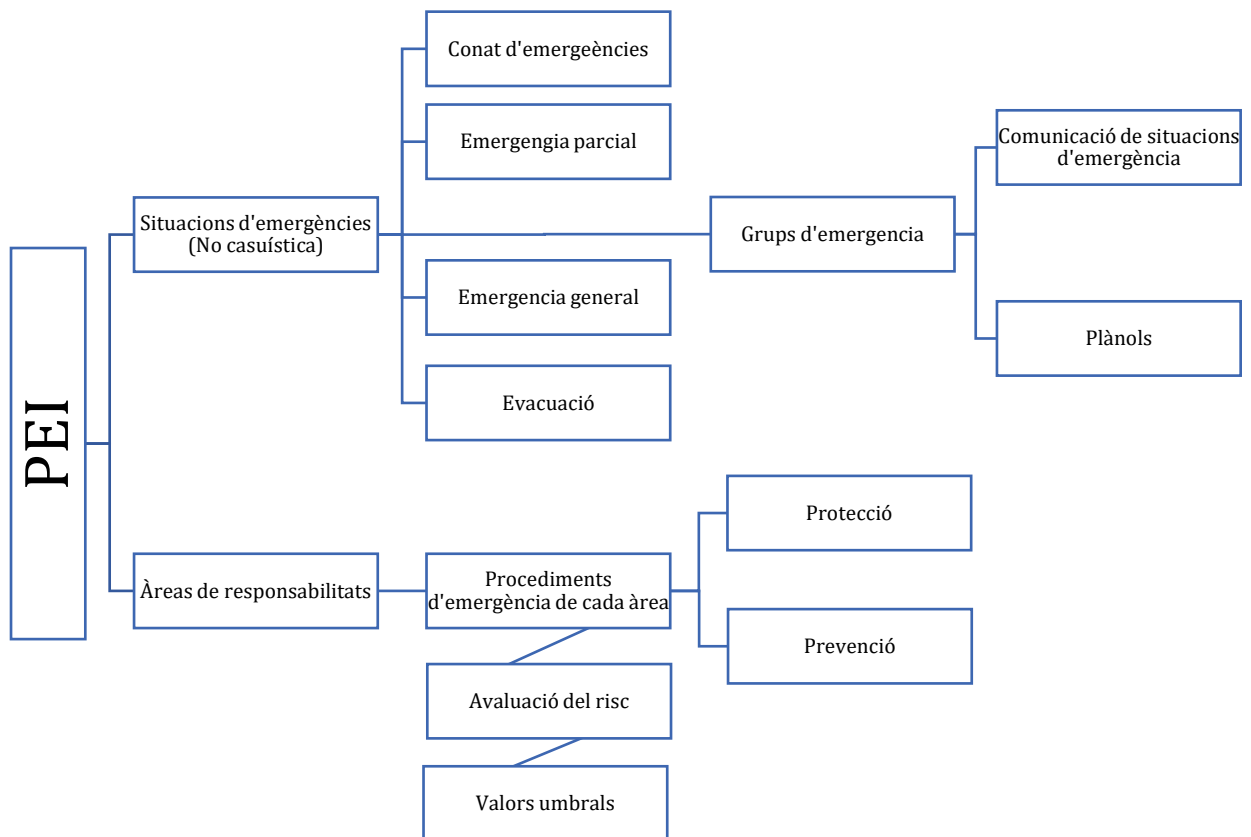 PEI
Situacions d'emergències
(No casuística)
Conat d'emergeències
Emergengia parcial
Emergencia general
Evacuació
Grups d'emergencia
Comunicació de situacions
d'emergència
Plànols
Àreas de responsabilitats
Procediments
d'emergència de cada àrea
Protecció
Prevenció
Avaluació del risc
Valors umbrals